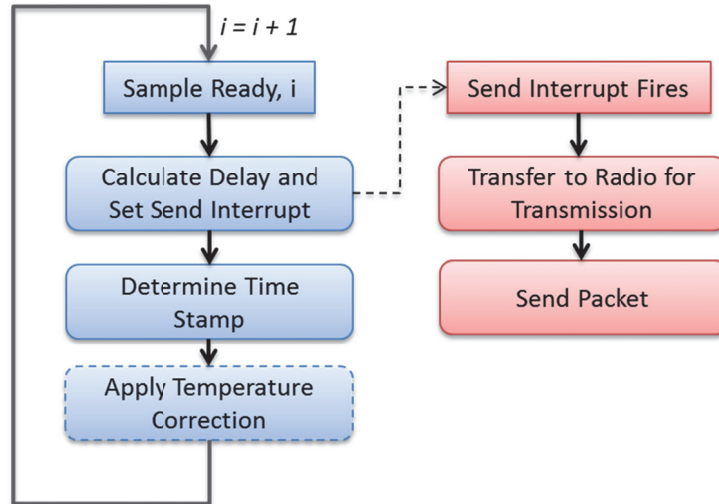 i = i + 1
Sample Ready, i
Calculate Delay and
Set Send Interrupt
Determine Time
Stamp
Apply Temperature
Correction
Send Interrupt Fires
Transfer to Radio for
Transmission
Send Packet